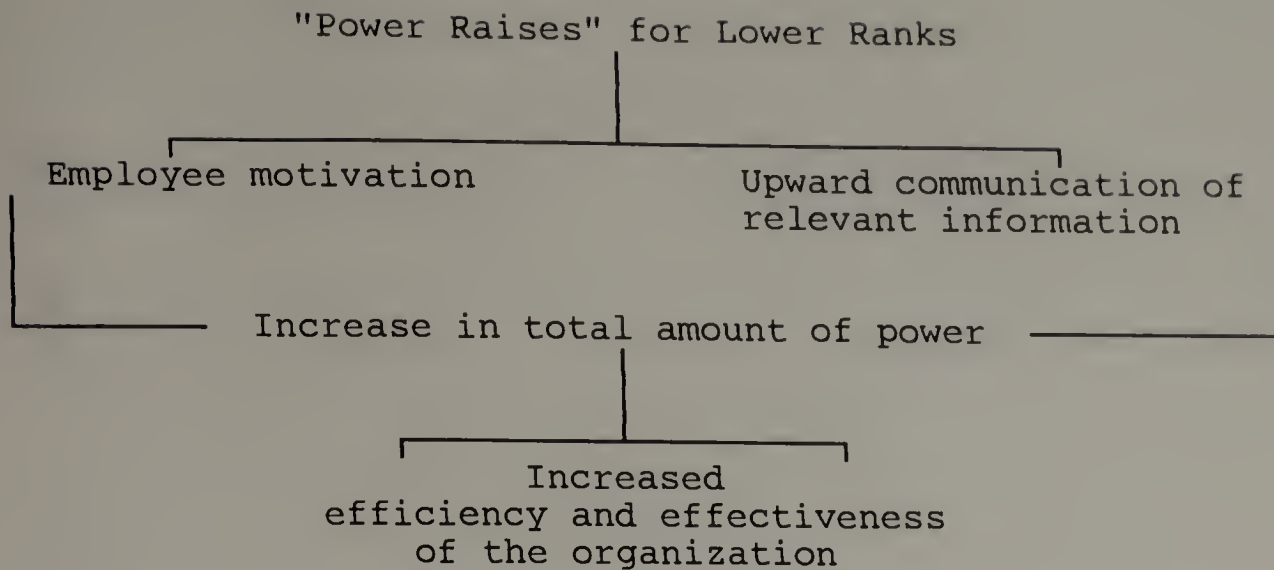 "Power Raises" for Lower Ranks
Employee motivation
Upward communication of
relevant information
Increase in total amount of power
Increased
efficiency and effectiveness
of the organization